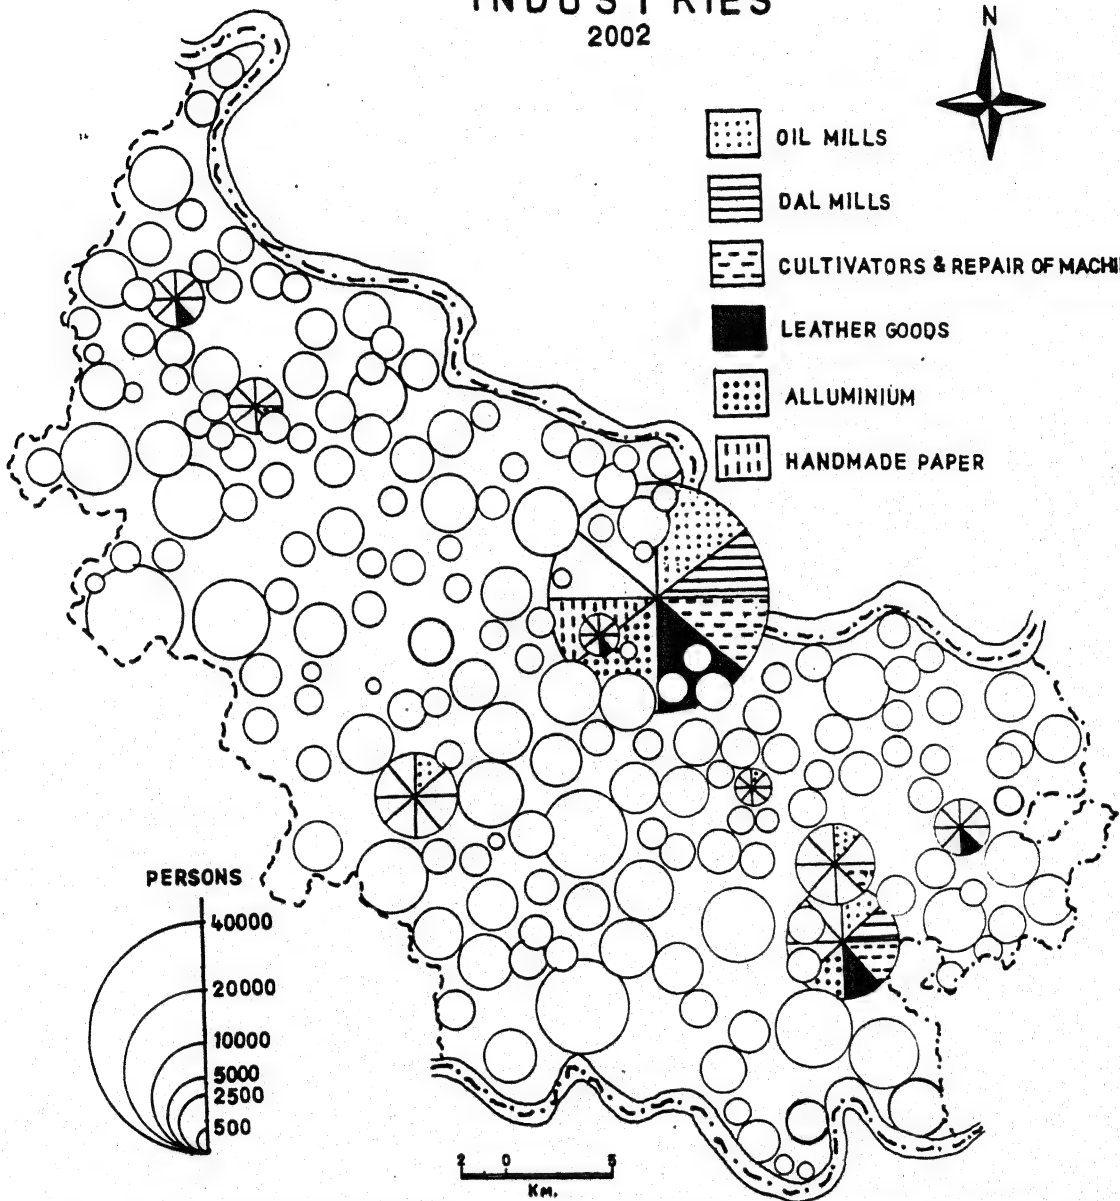 INDUSTRIES
2002
N
OIL MILLS
DAL MILLS
CULTIVATORS & REPAIR OF MACHI
LEATHER GOODS
ALLUMINIUM
HANDMADE PAPER
PERSONS
40000
20000
10000
5000
2500
500
2 0 5
KM.